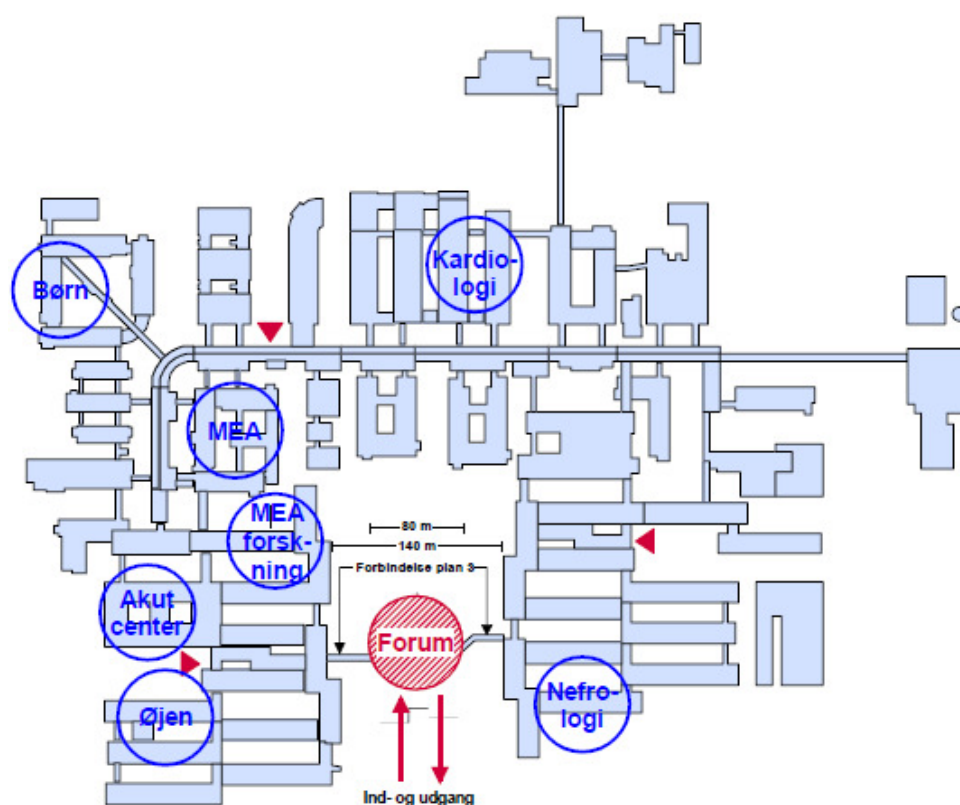 Kardio-
logi
Børn
MEA
MEA
forsk-
ning
80 m
140 m
Forbindelse plan 3
Akut
center
Forum
Øjen
Nefro-
logi
Ind- og udgang